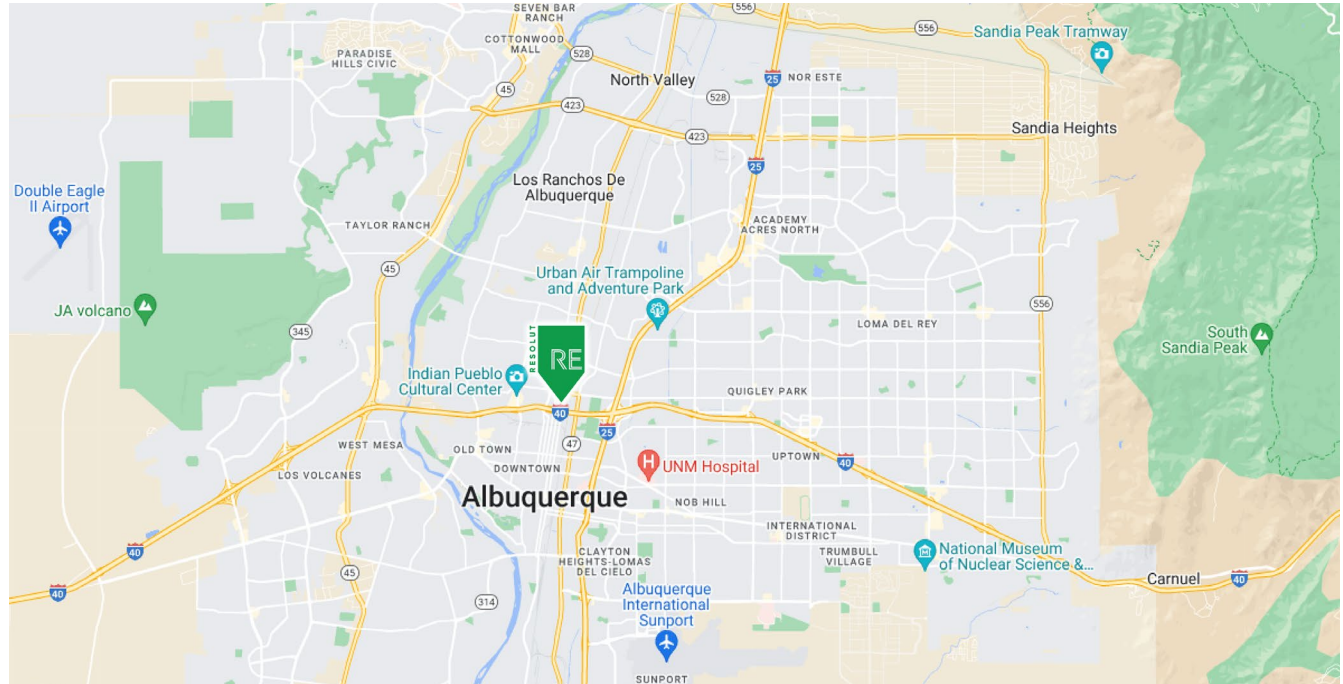 SEVEN BAR
RANCH
556
556
Sandia Peak Tramway
COTTONWOOD
MALL
PARADISE
HILLS CIVIC
528
North Valley
25
NOR ESTE
45
528
423
423
Sandia Heights
25
Los Ranchos De
Albuquerque
Double Eagle
II Airport
TAYLOR RANCH
ACADEMY
ACRES NORTH
45
Urban Air Trampoline
and Adventure Park
JA volcano
556
345
LOMA DEL REY
South
Sandia Peak
RESOLUT
RE
Indian Pueblo
Cultural Center
QUIGLEY PARK
40
25
47
WEST MESA
OLD TOWN
DOWNTOWN
UNM Hospital
UPTOWN
40
LOS VOLCANES
Albuquerque
NOB HILL
INTERNATIONAL
DISTRICT
40
CLAYTON
HEIGHTS-LOMAS
DEL CIELO
TRUMBULL
VILLAGE
National Museum
of Nuclear Science &...
45
Carnuel
40
40
314
Albuquerque
International
Sunport
SUNPORT